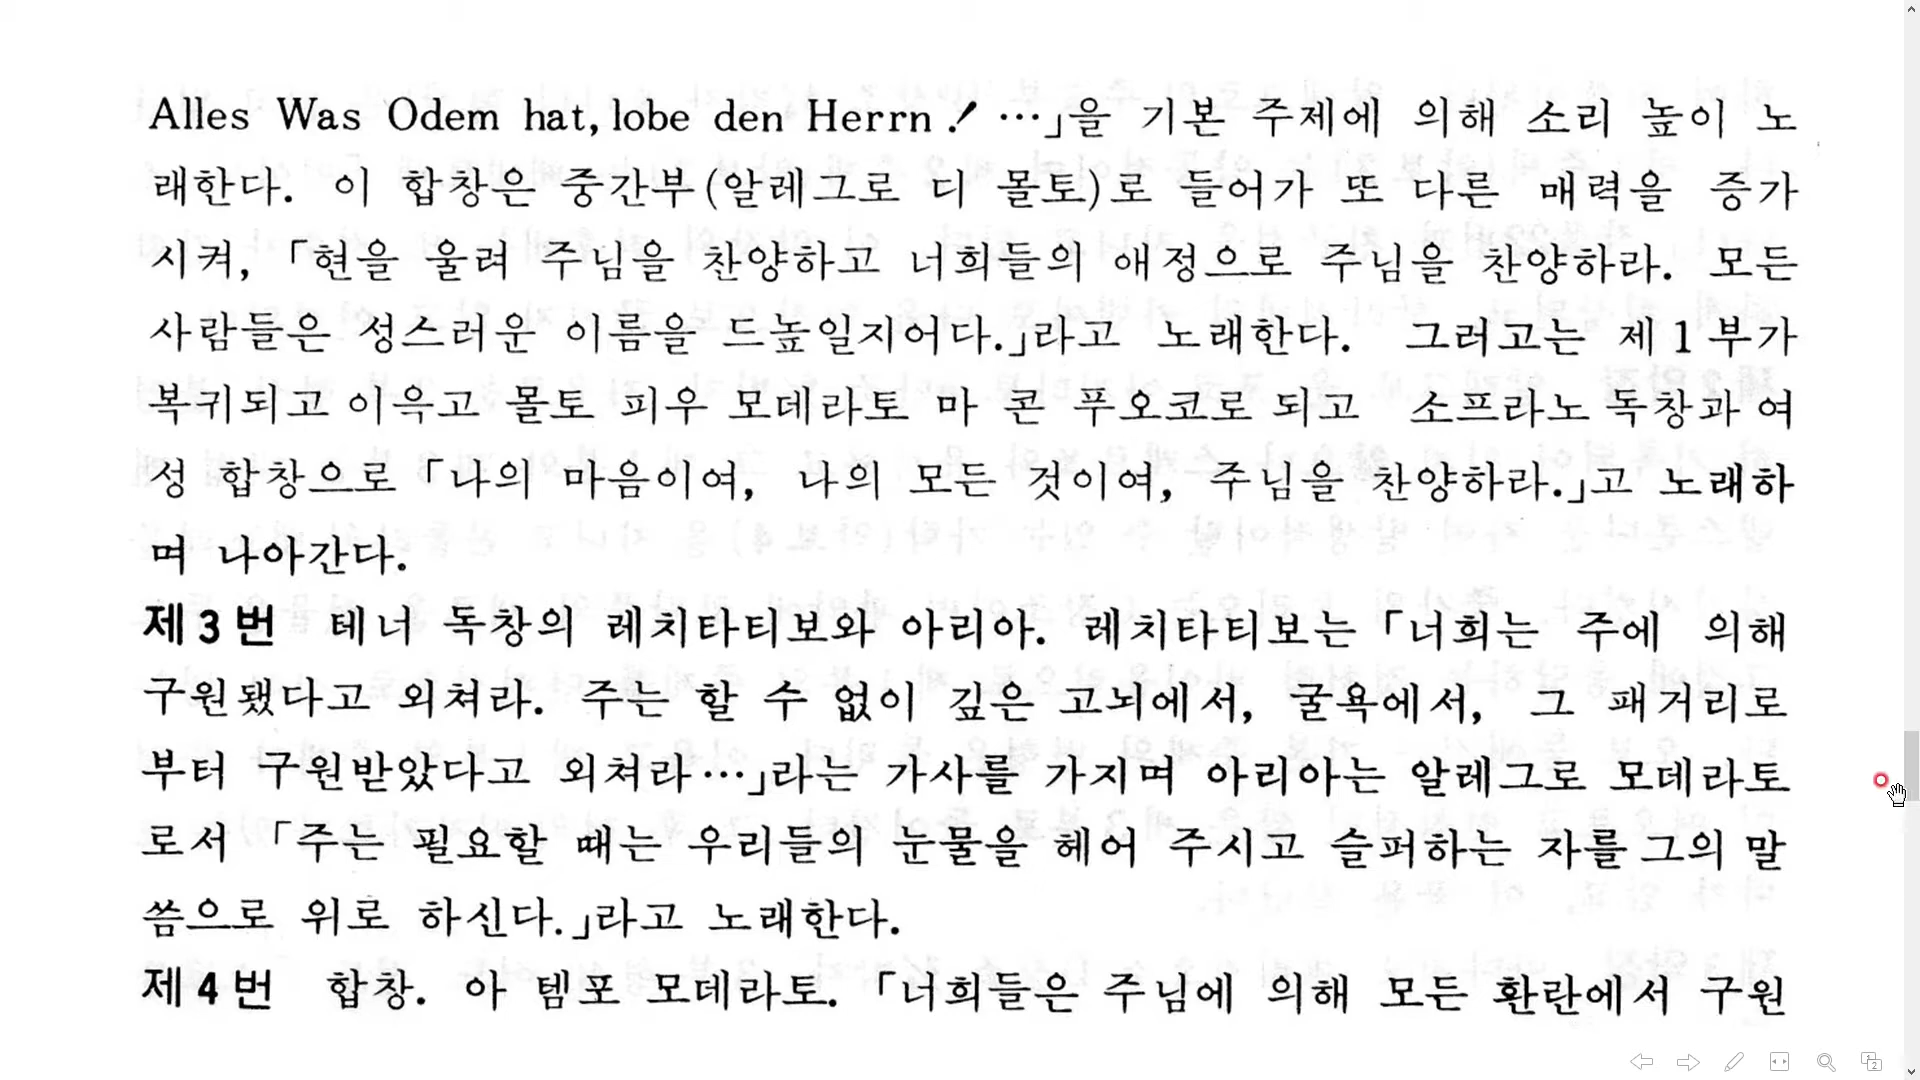 Alles Was Odem hat, lobe den Herrn! …」을 기본 주제에 의해 소리 높이 노
래한다. 이 합창은 중간부(알레그로 디 몰토)로 들어가 또 다른 매력을 증가
시켜, 「현을 울려 주님을 찬양하고 너희들의 애정으로 주님을 찬양하라. 모든
사람들은 성스러운 이름을 드높일지어다.」라고 노래한다. 그러고는 제1부가
복귀되고 이윽고 몰토 피우 모데라토 마 콘 푸오코로 되고 소프라노 독창과 여
성 합창으로 「나의 마음이여, 나의 모든 것이여, 주님을 찬양하라.」고 노래하
며 나아간다.
제3번 테너 독창의 레치타티보와 아리아. 레치타티보는 「너희는 주에 의해
구원됐다고 외쳐라. 주는 할 수 없이 깊은 고뇌에서, 굴욕에서, 그 패거리로
부터 구원받았다고 외쳐라…」라는 가사를 가지며 아리아는 알레그로 모데라토
로서 「주는 필요할 때는 우리들의 눈물을 헤어 주시고 슬퍼하는 자를 그의 말
씀으로 위로 하신다.」라고 노래한다.
제4번 합창. 아 템포 모데라토. 「너희들은 주님에 의해 모든 환란에서 구원